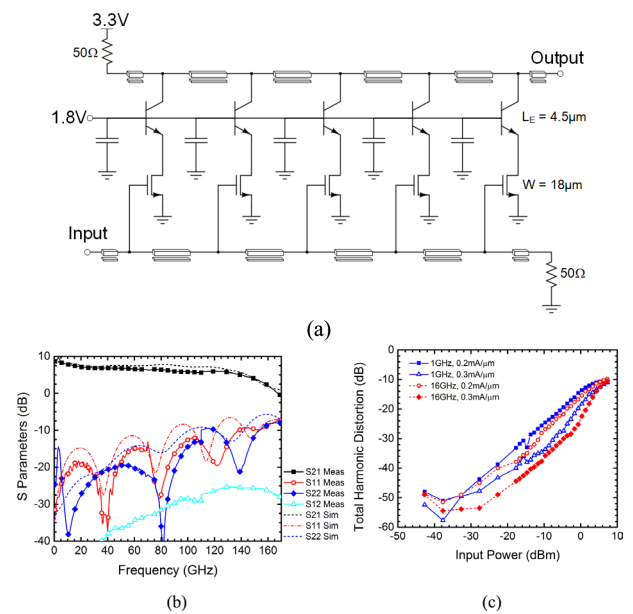 3.3V
50Ω
Output
1.8V
L_E = 4.5µm
W = 18µm
Input
50Ω
(a)
S Parameters (dB)
10
0
-10
-20
-30
-40
0 20 40 60 80 100 120 140 160
Frequency (GHz)
S21 Meas
S11 Meas
S22 Meas
S12 Meas
S21 Sim
S11 Sim
S22 Sim
(b)
Total Harmonic Distortion (dB)
-10
-20
-30
-40
-50
-60
-50 -40 -30 -20 -10 0 10
Input Power (dBm)
1GHz, 0.2mA/µm
1GHz, 0.3mA/µm
16GHz, 0.2mA/µm
16GHz, 0.3mA/µm
(c)